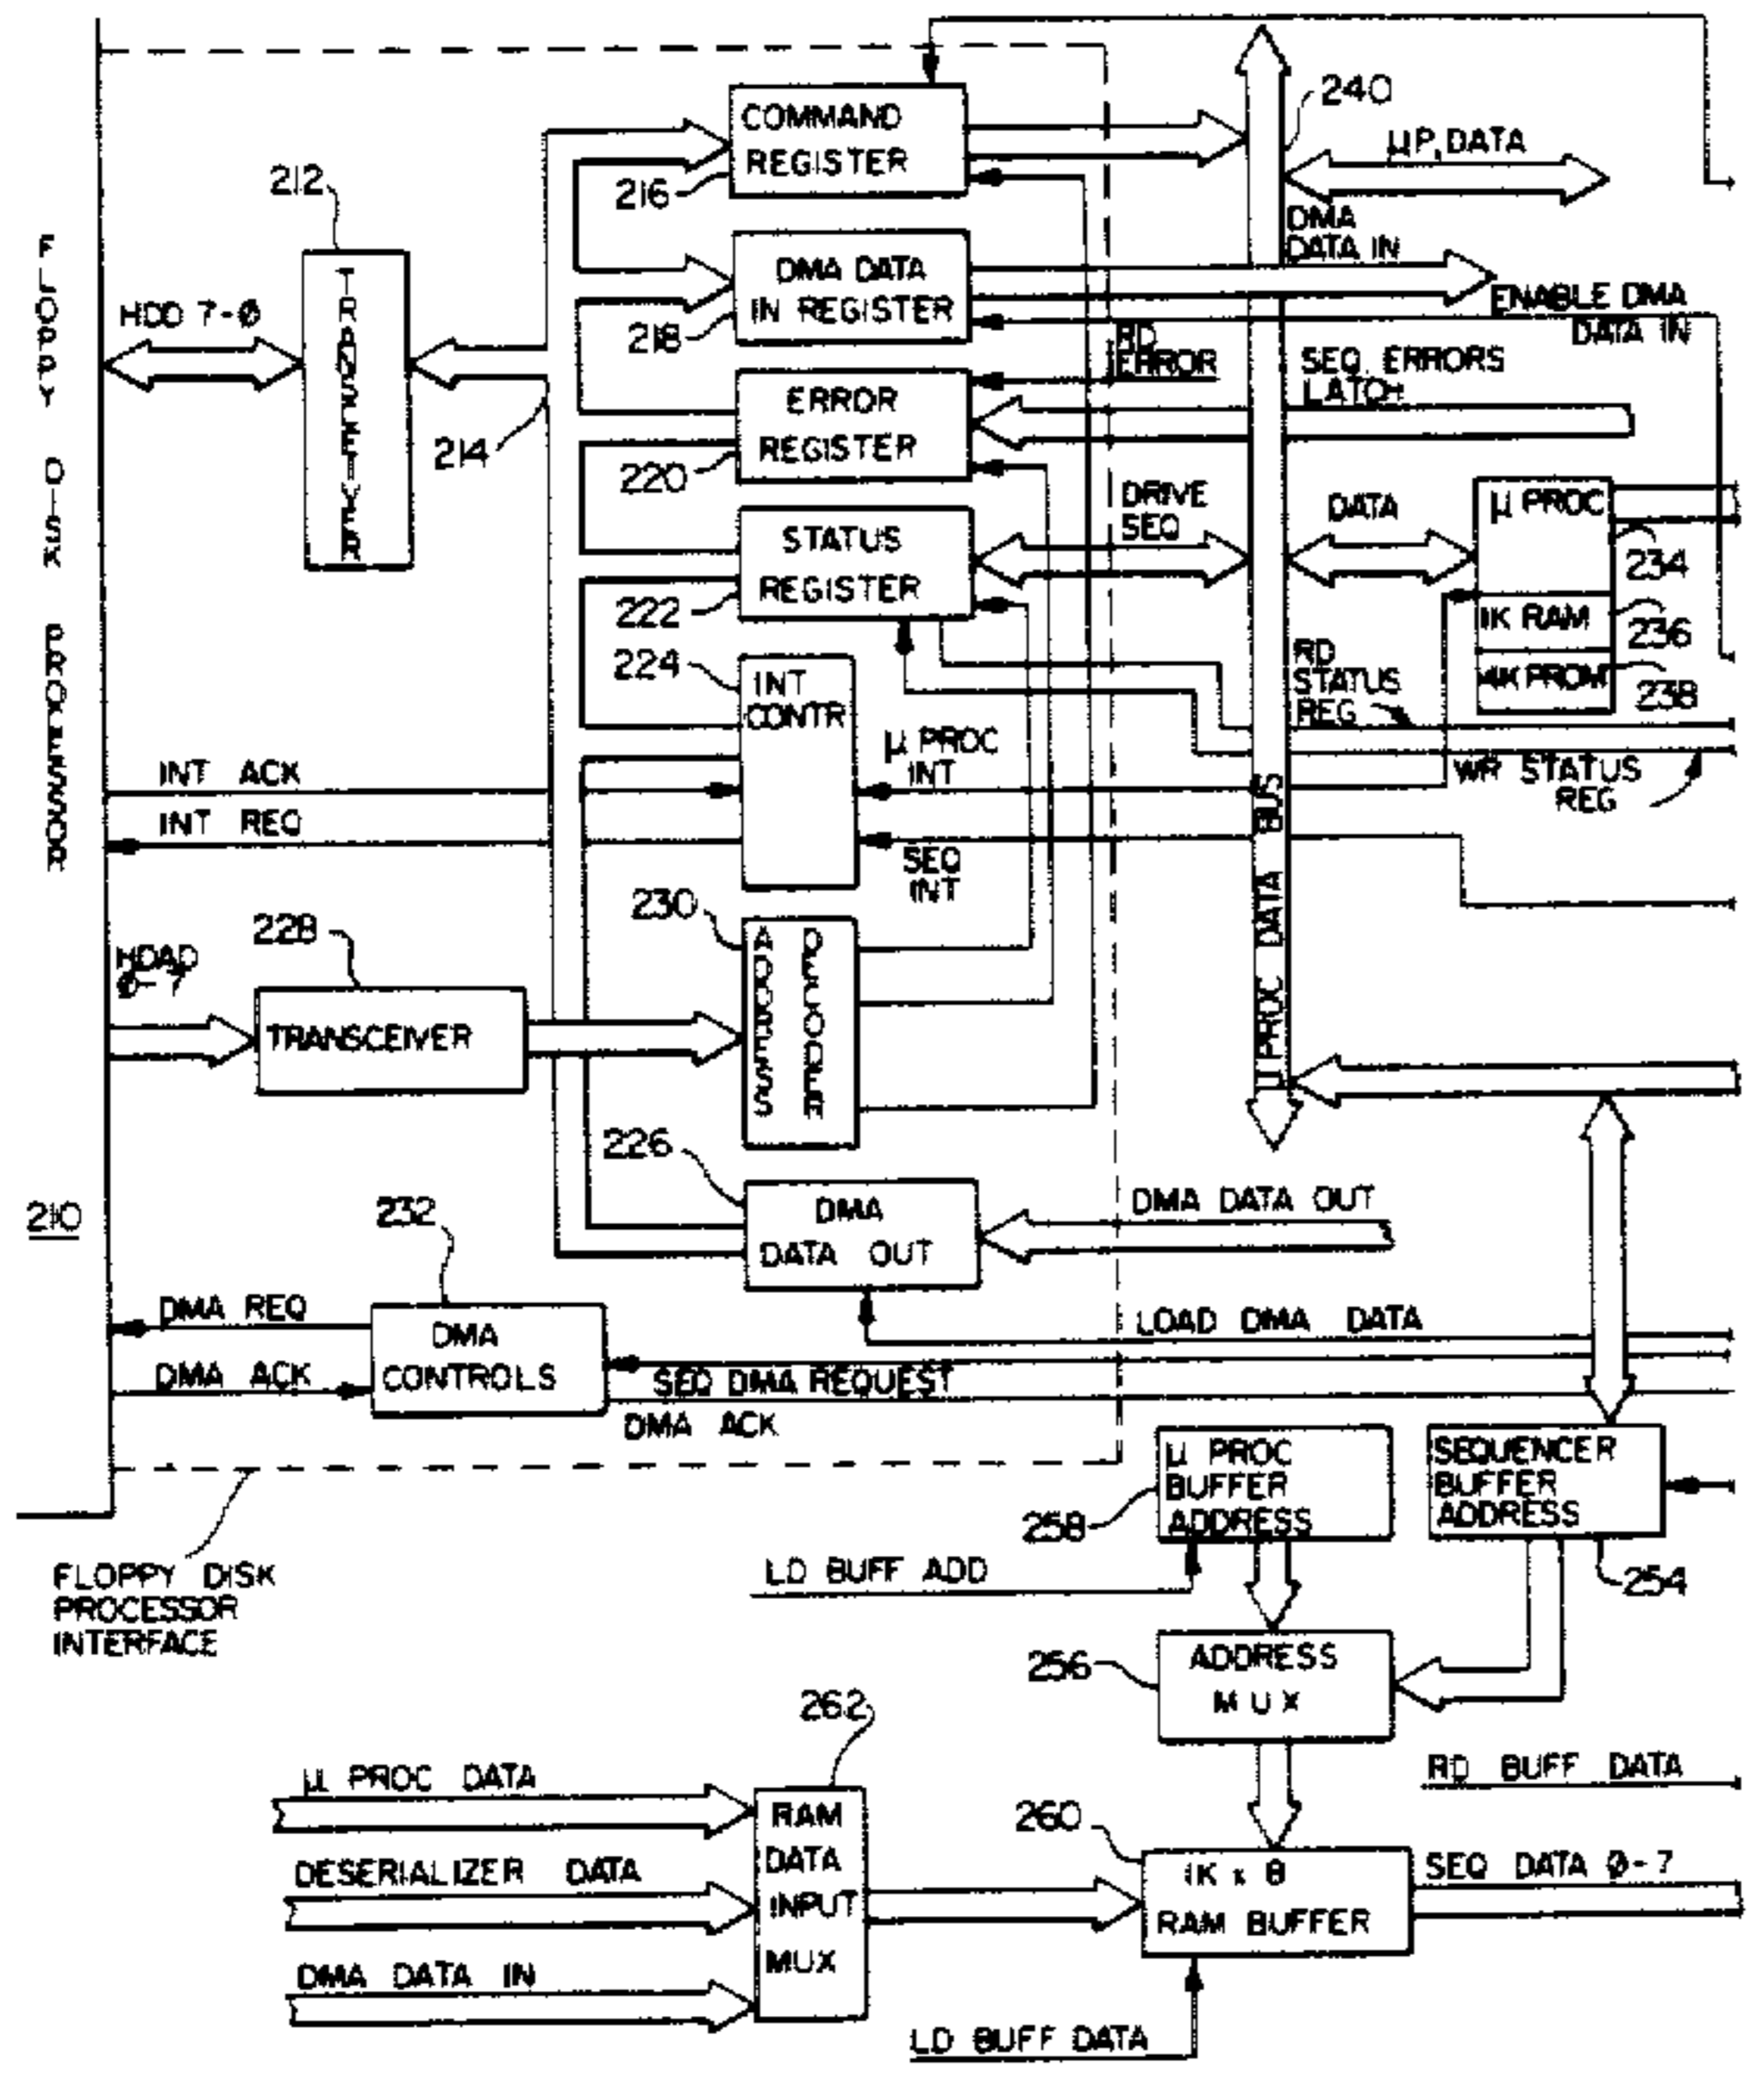 COMMAND
REGISTER
216
240
µP DATA
212
DMA
DATA IN
DMA DATA
IN REGISTER
218
ENABLE DMA
DATA IN
HDD 7-0
TRANSCEIVER
FLOPPY DISK PROCESSOR
RD
ERROR
SEQ. ERRORS
LATCH
ERROR
REGISTER
220
214
DRIVE
SEQ
DATA
µ PROC
234
STATUS
REGISTER
222
1K RAM
236
4K PROM
238
224
INT
CONTR
RD
STATUS
REG
µ PROC
INT
WR STATUS
REG
INT ACK
INT REQ
SEQ
INT
µ PROC DATA BUS
230
ADDRESS
DECODER
HDAD
0-7
228
TRANSCEIVER
226
DMA
DATA OUT
DMA DATA OUT
210
232
DMA REQ
DMA
CONTROLS
DMA ACK
LOAD DMA DATA
SEQ DMA REQUEST
DMA ACK
µ PROC
BUFFER
ADDRESS
258
SEQUENCER
BUFFER
ADDRESS
254
LD BUFF ADD
FLOPPY DISK
PROCESSOR
INTERFACE
ADDRESS
MUX
256
262
RD BUFF DATA
µ PROC DATA
RAM
DATA
INPUT
MUX
260
DESERIALIZER DATA
1K x 8
RAM BUFFER
SEQ DATA 0-7
DMA DATA IN
LD BUFF DATA